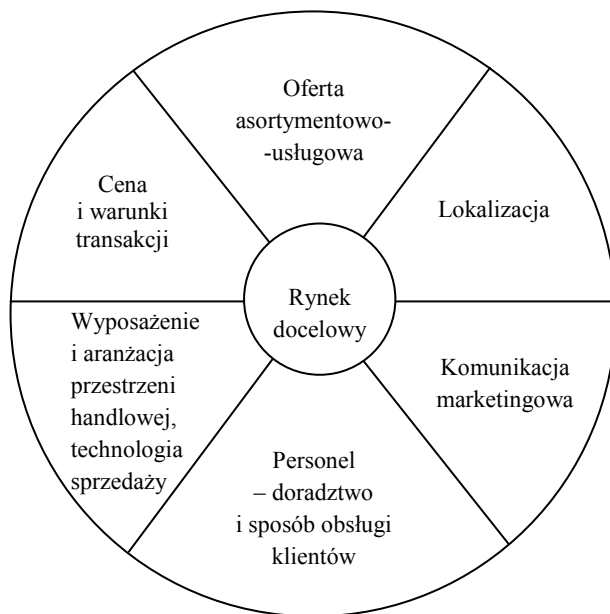 Oferta
asortymentowo-
-usługowa
Cena
i warunki
transakcji
Lokalizacja
Rynek
docelowy
Wyposażenie
i aranżacja
przestrzeni
handlowej,
technologia
sprzedaży
Komunikacja
marketingowa
Personel
– doradztwo
i sposób obsługi
klientów